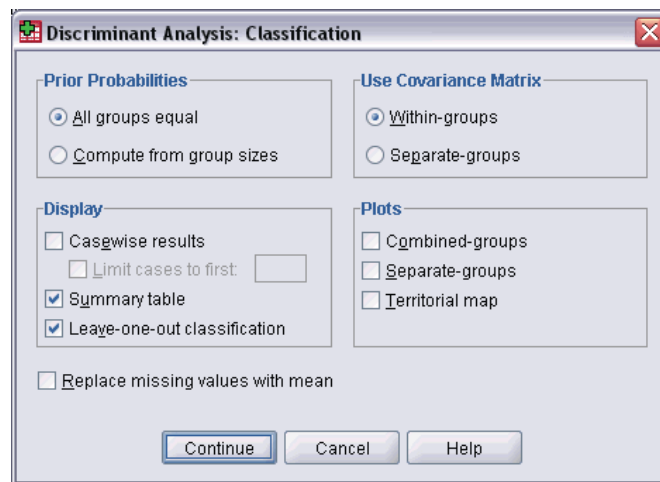 Discriminant Analysis: Classification
Prior Probabilities
All groups equal
Compute from group sizes
Use Covariance Matrix
Within-groups
Separate-groups
Display
Casewise results
Limit cases to first:
Summary table
Leave-one-out classification
Plots
Combined-groups
Separate-groups
Territorial map
Replace missing values with mean
Continue
Cancel
Help